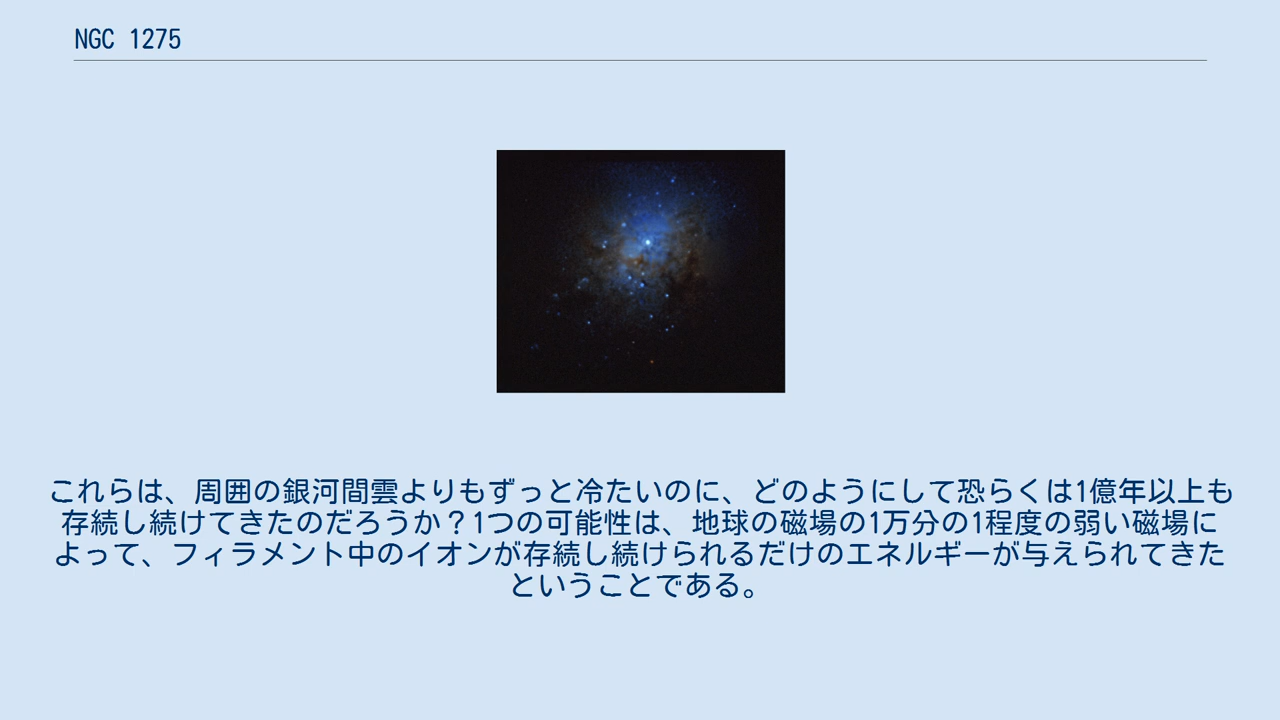 NGC 1275
これらは、周囲の銀河間雲よりもずっと冷たいのに、どのようにして恐らくは1億年以上も
存続し続けてきたのだろうか？1つの可能性は、地球の磁場の1万分の1程度の弱い磁場に
よって、フィラメント中のイオンが存続し続けられるだけのエネルギーが与えられてきた
ということである。